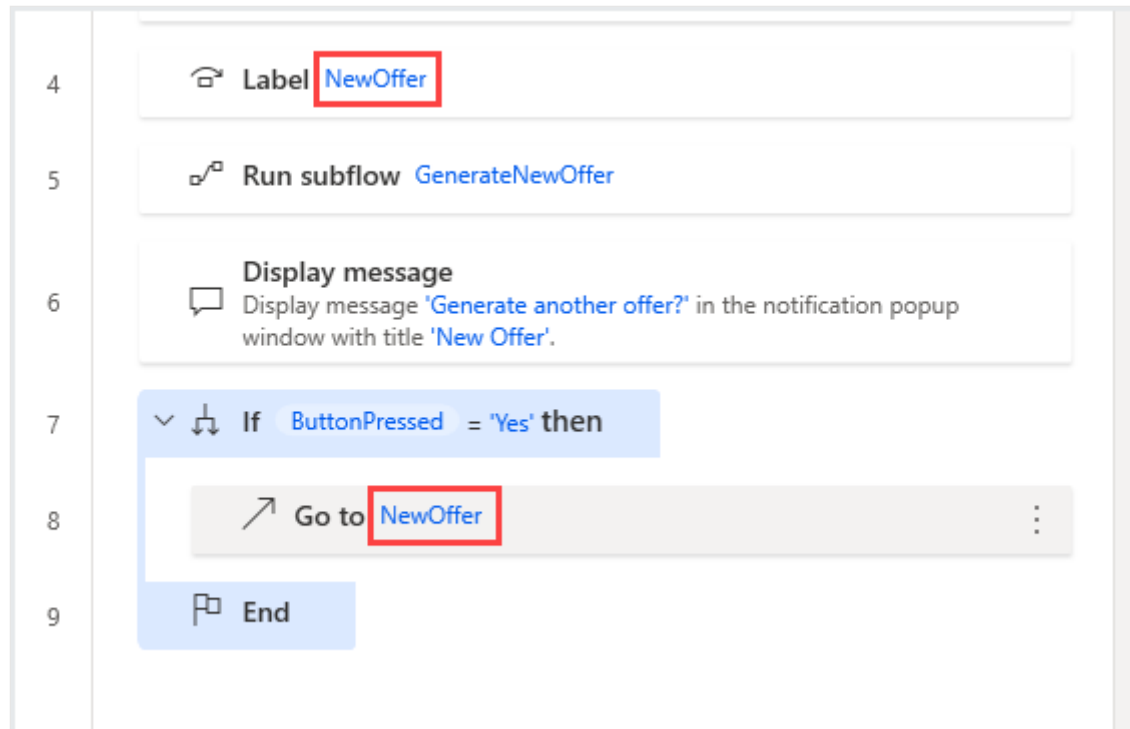 4 Label NewOffer
5 Run subflow GenerateNewOffer
Display message
6 Display message 'Generate another offer?' in the notification popup
window with title 'New Offer'.
7 If ButtonPressed = 'Yes' then
8 Go to NewOffer
9 End